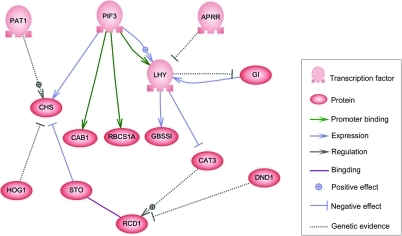 PIF3
APRR
PAT1
LHY
GI
CHS
CAB1
RBCS1A
GBSSI
CAT3
HOG1
STO
DND1
RCD1
Transcription factor
Protein
Promoter binding
Expression
Regulation
Bingding
Positive effect
Negative effect
Genetic evidence